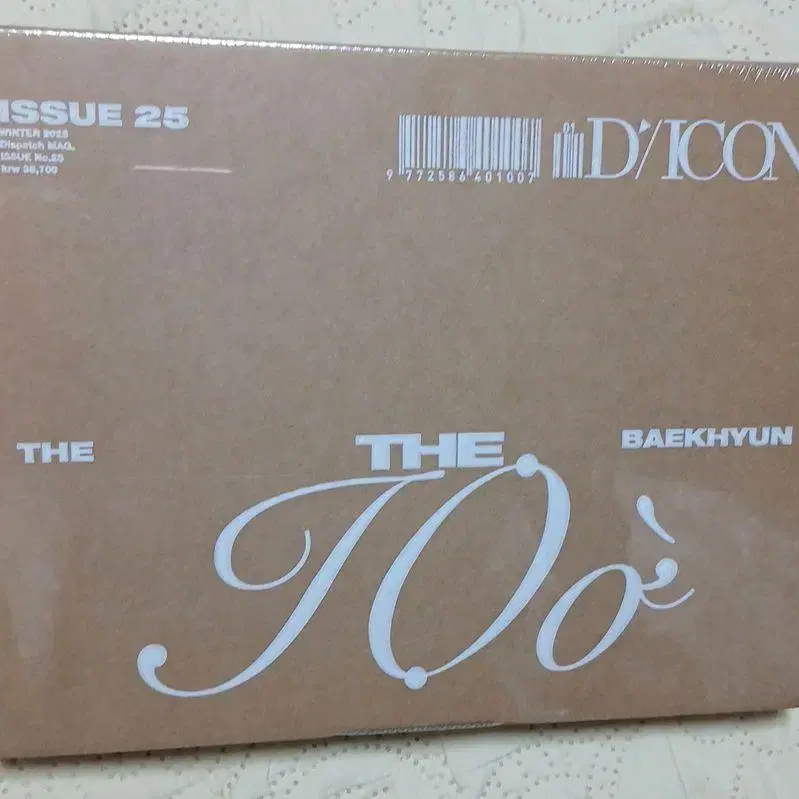 ISSUE 25
WINTER 2025
Dispatch MAG.
ISSUE No.25
krw 38,700
9 772586 401007
01
D'/ICON
THE
THE
BAEKHYUN